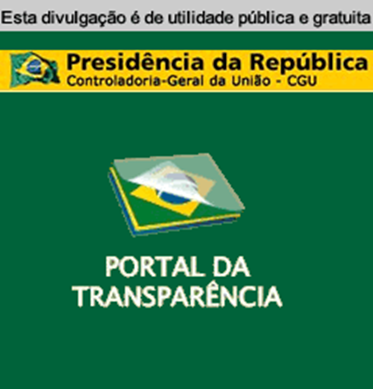 Esta divulgação é de utilidade pública e gratuita
Presidência da República
Controladoria-Geral da União - CGU
PORTAL DA
TRANSPARÊNCIA